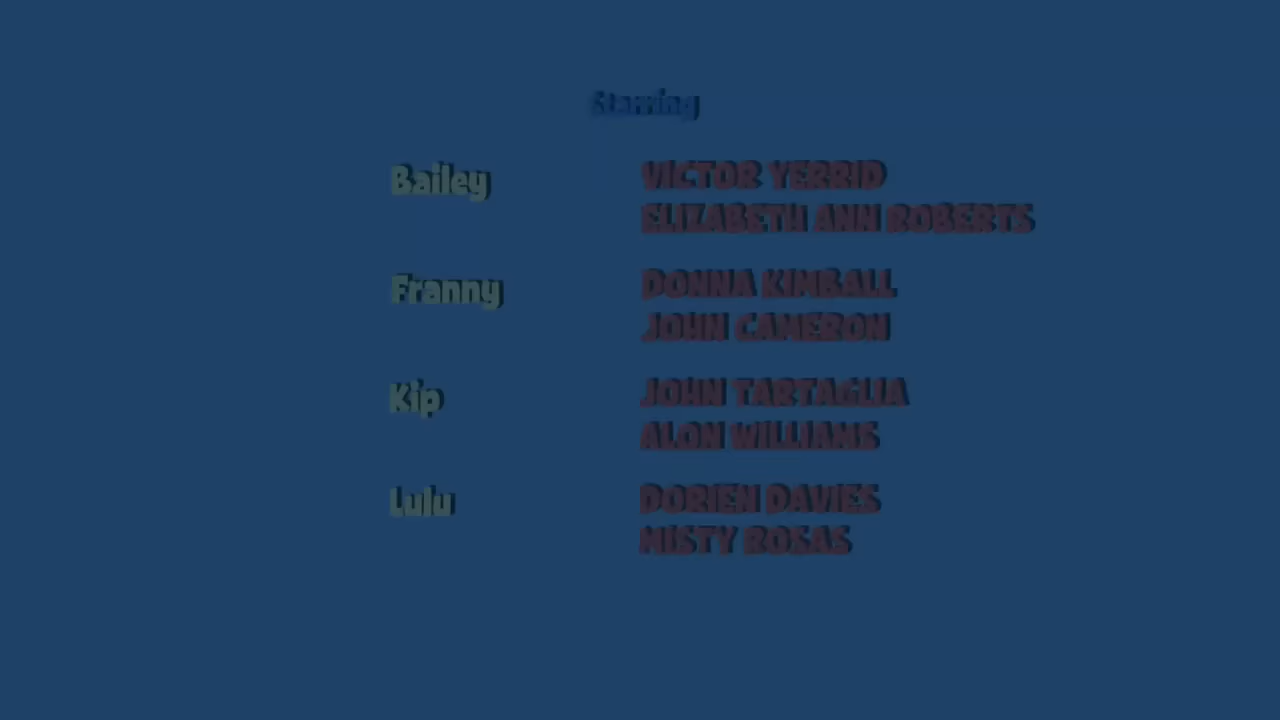 Starring
Bailey VICTOR YERRID
ELIZABETH ANN ROBERTS
Franny DONNA KIMBALL
JOHN CAMERON
Kip JOHN TARTAGLIA
ALON WILLIAMS
Lulu DORIEN DAVIES
MISTY ROSAS